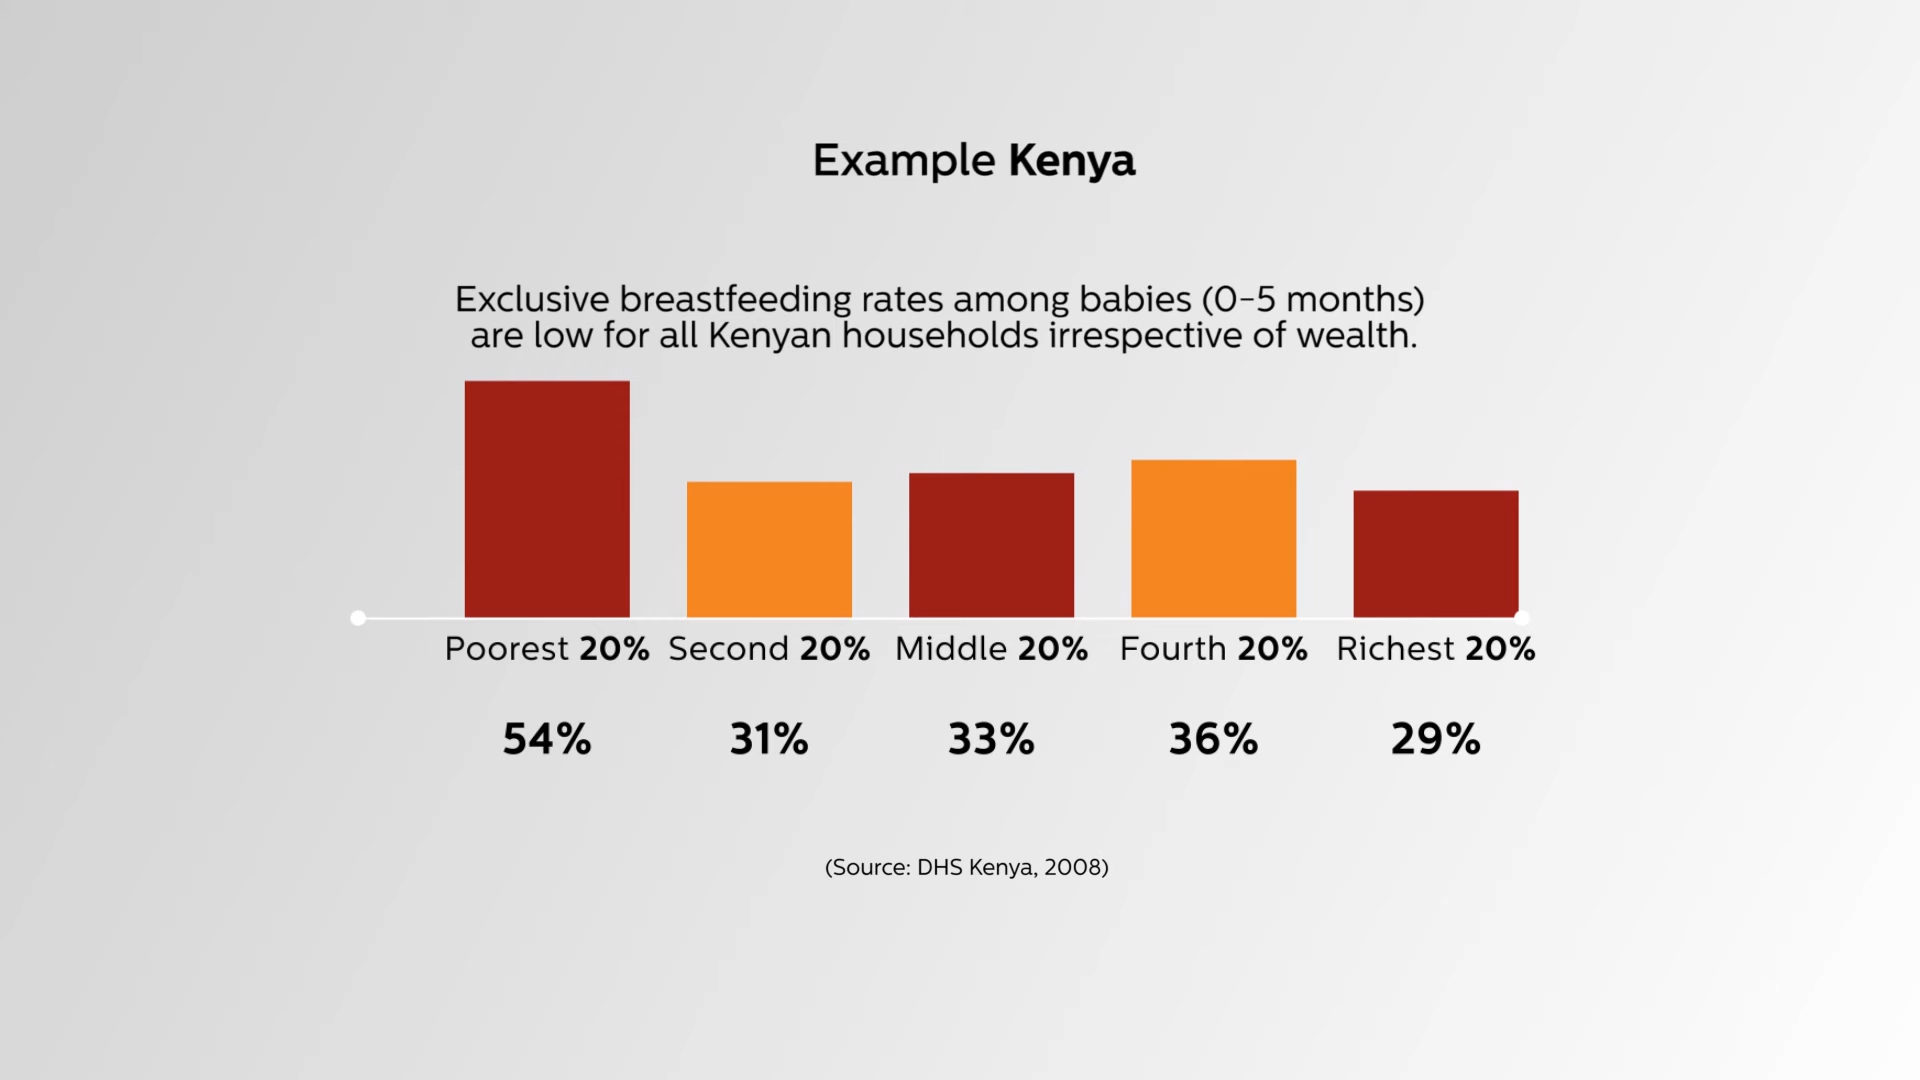 Example Kenya
Exclusive breastfeeding rates among babies (0-5 months)
are low for all Kenyan households irrespective of wealth.
Poorest 20% Second 20% Middle 20% Fourth 20% Richest 20%
54% 31% 33% 36% 29%
(Source: DHS Kenya, 2008)